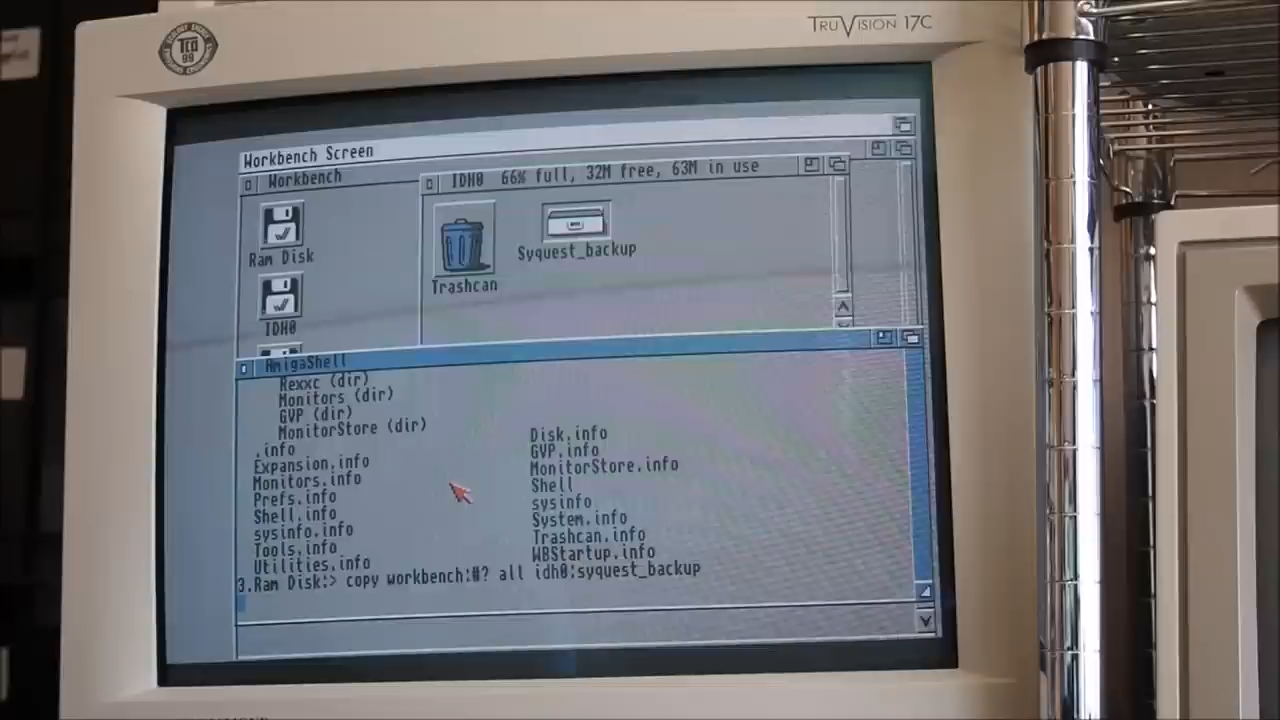 TRUVISION 17C
TCO
99
Workbench Screen
Workbench
IDH0 66% full, 32M free, 63M in use
Ram Disk
IDH0
Trashcan
Syquest_backup
AmigaShell
Rexxc (dir)
Monitors (dir)
GVP (dir)
MonitorStore (dir)
.info Disk.info
Expansion.info GVP.info
Monitors.info MonitorStore.info
Prefs.info Shell
Shell.info sysinfo
sysinfo.info System.info
Tools.info Trashcan.info
Utilities.info WBStartup.info
3.Ram Disk:> copy workbench:#? all idh0:syquest_backup